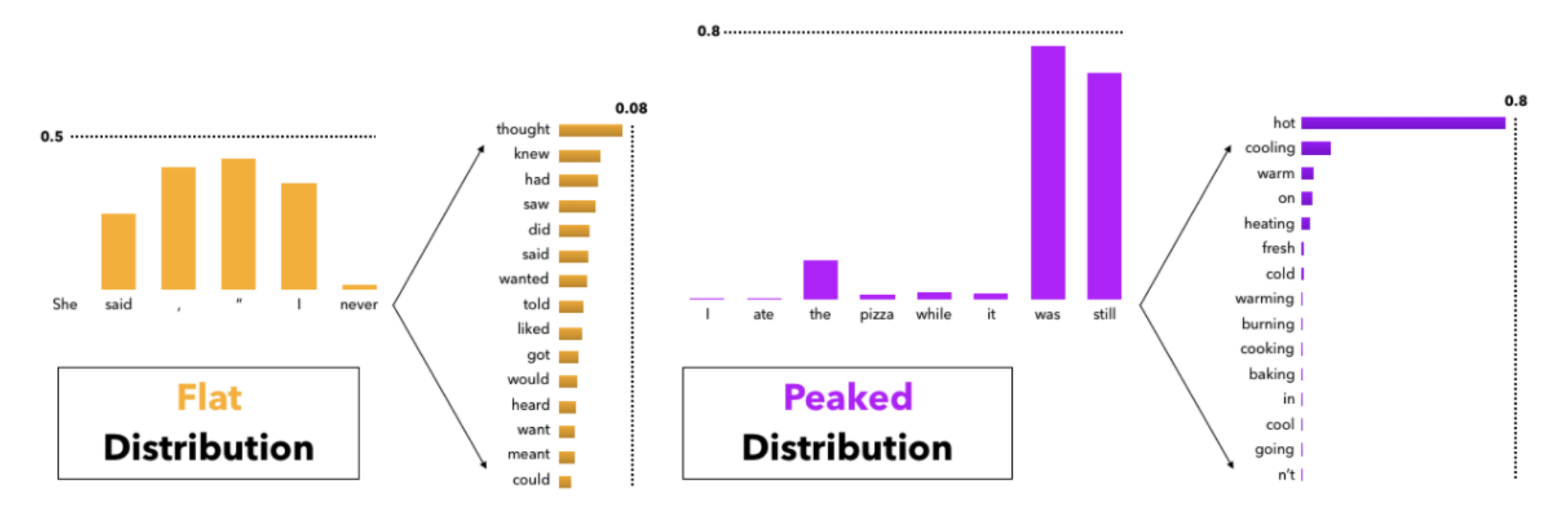 0.5
She said , " I never
0.08
thought
knew
had
saw
did
said
wanted
told
liked
got
would
heard
want
meant
could
Flat
Distribution
0.8
I ate the pizza while it was still
0.8
hot
cooling
warm
on
heating
fresh
cold
warming
burning
cooking
baking
in
cool
going
n't
Peaked
Distribution